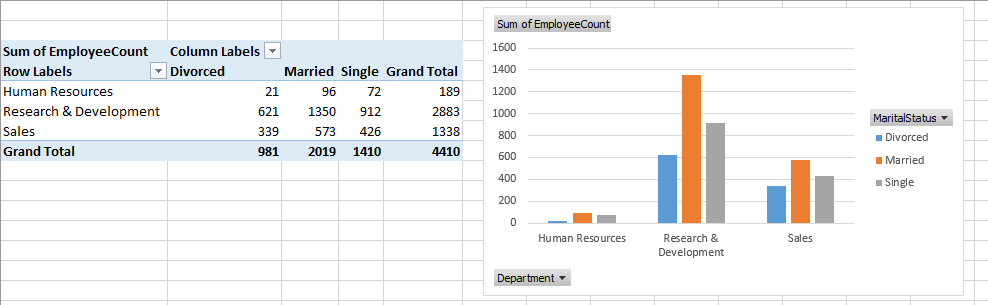 Sum of EmployeeCount Column Labels
Row Labels Divorced Married Single Grand Total
Human Resources 21 96 72 189
Research & Development 621 1350 912 2883
Sales 339 573 426 1338
Grand Total 981 2019 1410 4410
Sum of EmployeeCount
1600
1400
1200
1000
800
600
400
200
0
Human Resources
Research &
Development
Sales
MaritalStatus
Divorced
Married
Single
Department